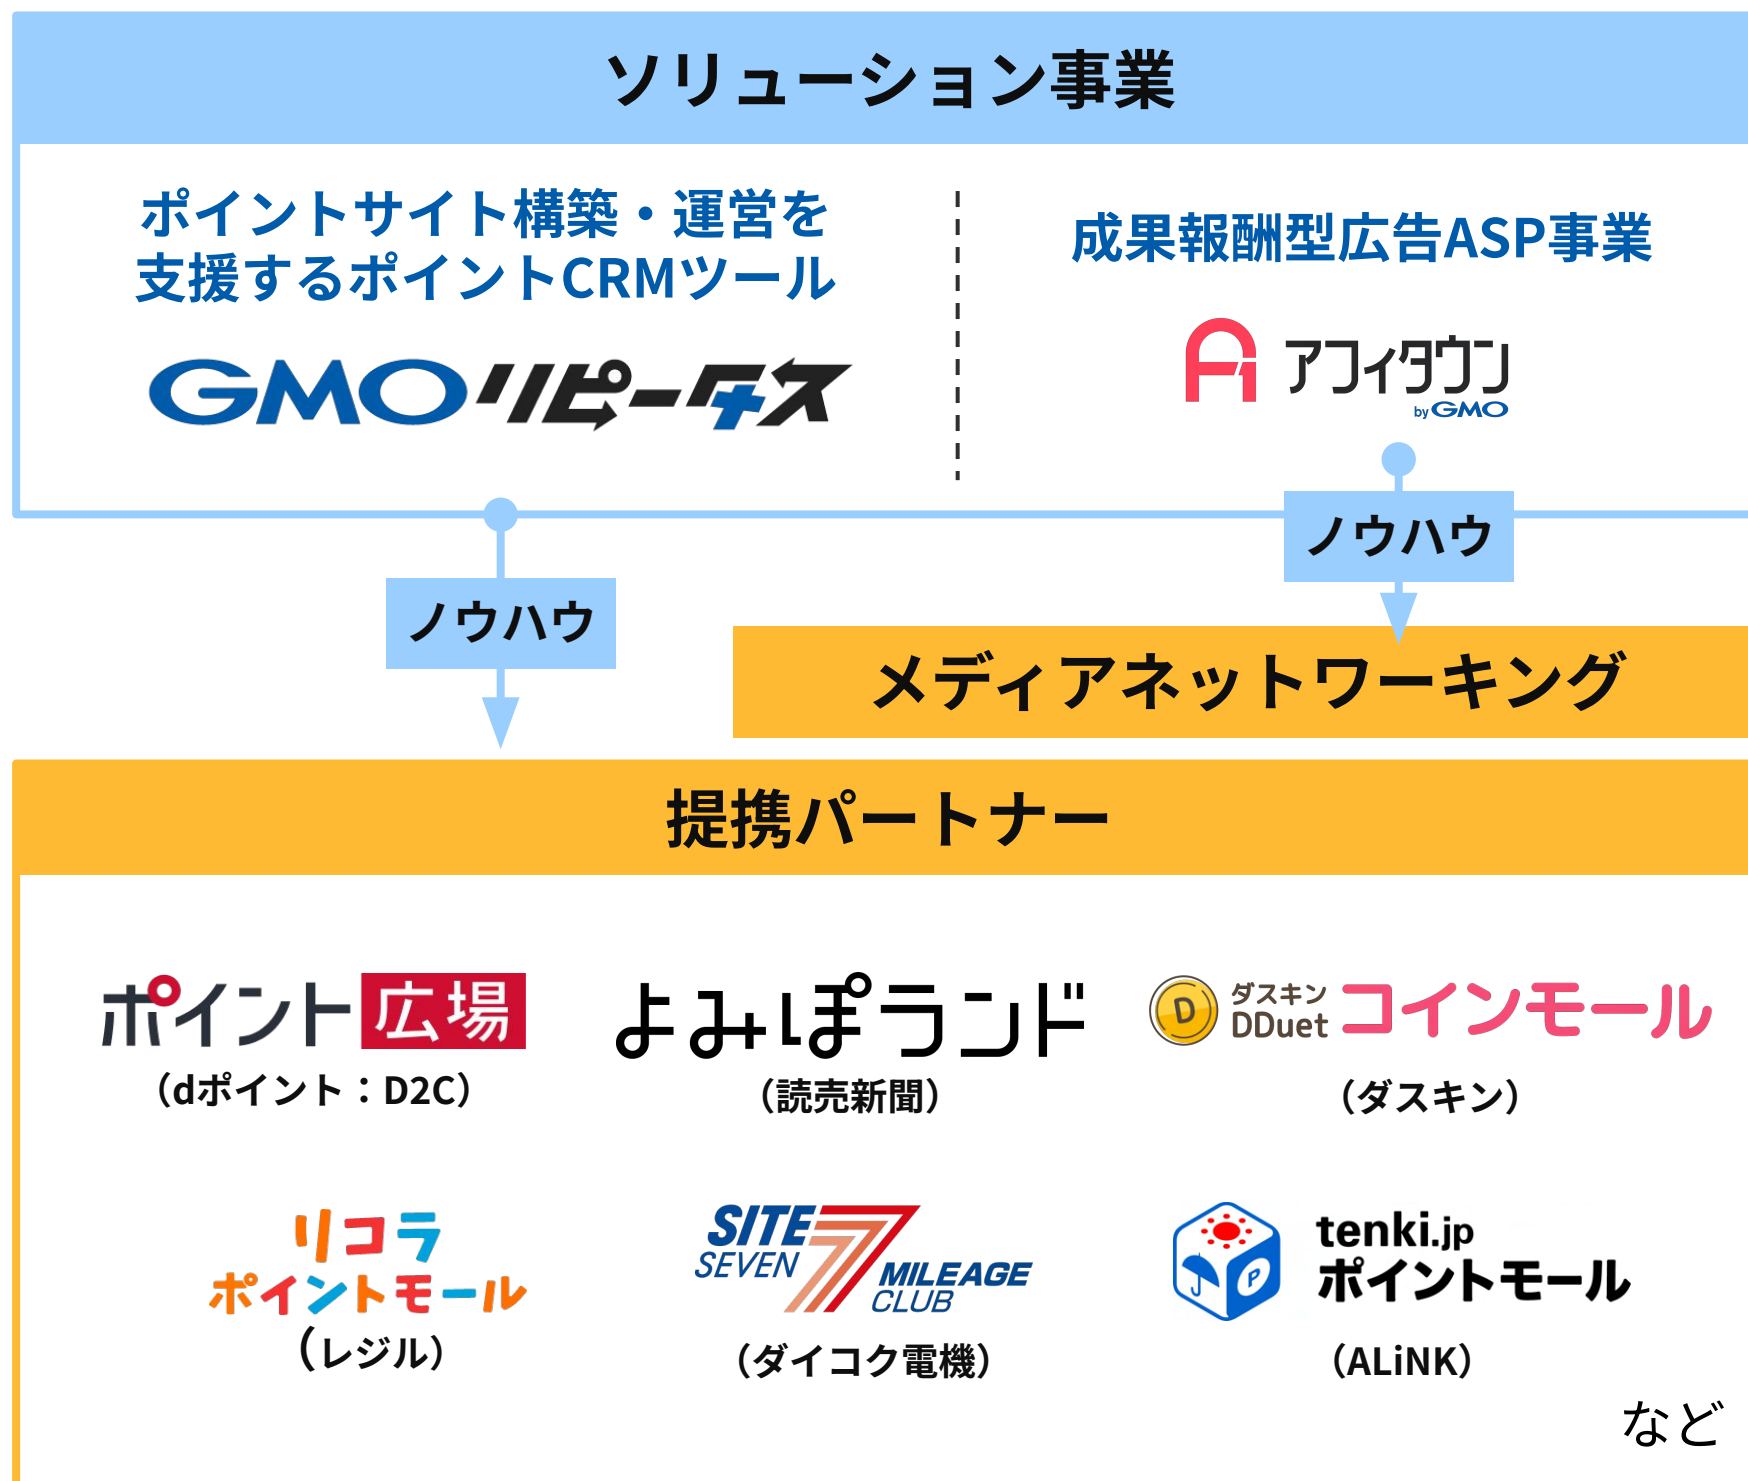 ソリューション事業
ポイントサイト構築・運営を
支援するポイントCRMツール
GMOリピータス
成果報酬型広告ASP事業
アフィタウン
by GMO
ノウハウ
ノウハウ
メディアネットワーキング
提携パートナー
ポイント広場
（dポイント：D2C）
よみぽランド
（読売新聞）
D
ダスキン
DDuet
コインモール
（ダスキン）
リコラ
ポイントモール
（レジル）
SITE
SEVEN
7
MILEAGE
CLUB
（ダイコク電機）
P
tenki.jp
ポイントモール
（ALiNK）
など